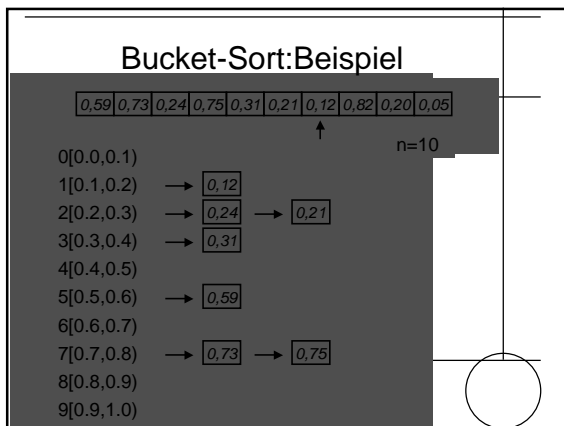 Bucket-Sort:Beispiel
0,59 0,73 0,24 0,75 0,31 0,21 0,12 0,82 0,20 0,05
n=10
0[0.0,0.1)
1[0.1,0.2) 0,12
2[0.2,0.3) 0,24 0,21
3[0.3,0.4) 0,31
4[0.4,0.5)
5[0.5,0.6) 0,59
6[0.6,0.7)
7[0.7,0.8) 0,73 0,75
8[0.8,0.9)
9[0.9,1.0)